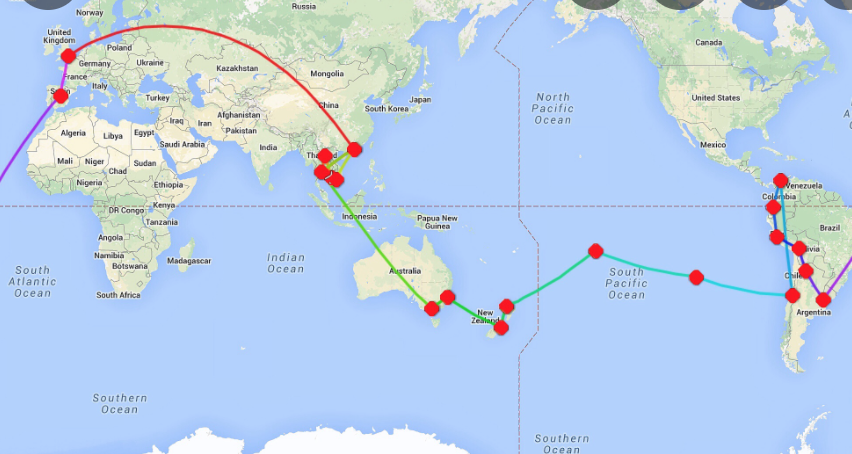 Norway
Russia
United
Kingdom
Poland
Germany
Ukraine
France
Kazakhstan
Mongolia
Italy
Turkey
China
South Korea
Japan
Iraq
Iran
Afghanistan
Pakistan
Algeria
Libya
Egypt
Saudi Arabia
India
Mali
Niger
Sudan
Chad
Nigeria
Ethiopia
DR Congo
Kenya
Tanzania
Indonesia
Papua New
Guinea
Angola
Namibia
Botswana
Madagascar
South Africa
Australia
New
Zealand
South
Atlantic
Ocean
Indian
Ocean
Southern
Ocean
North
Pacific
Ocean
South
Pacific
Ocean
Southern
Ocean
Canada
United States
Mexico
Venezuela
Colombia
Brazil
Argentina